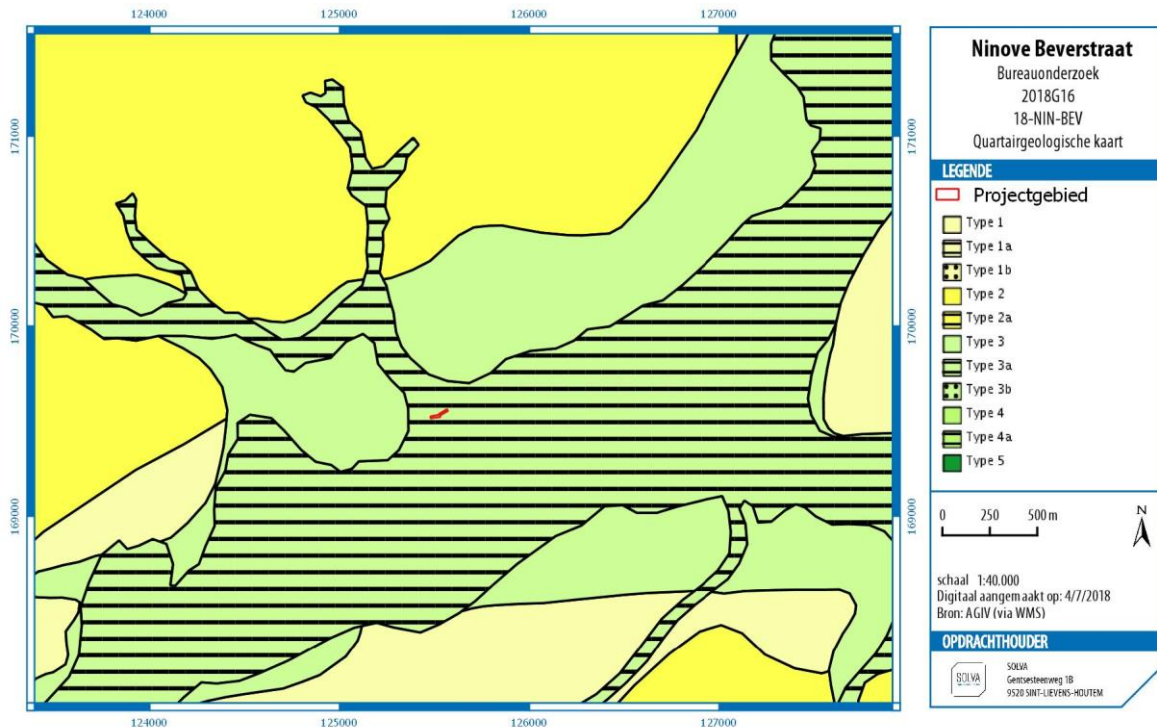 124000 125000 126000 127000
171000
170000
169000
124000 125000 126000 127000
171000
170000
169000
Ninove Beverstraat
Bureauonderzoek
2018G16
18-NIN-BEV
Quartairgeologische kaart
LEGENDE
Projectgebied
Type 1
Type 1a
Type 1b
Type 2
Type 2a
Type 3
Type 3a
Type 3b
Type 4
Type 4a
Type 5
0 250 500 m
N
schaal 1:40.000
Digitaal aangemaakt op: 4/7/2018
Bron: AGIV (via WMS)
OPDRACHTHOUDER
SOLVA
SOLVA
Gentsesteenweg 1B
9520 SINT-LIEVENS-HOUTEM